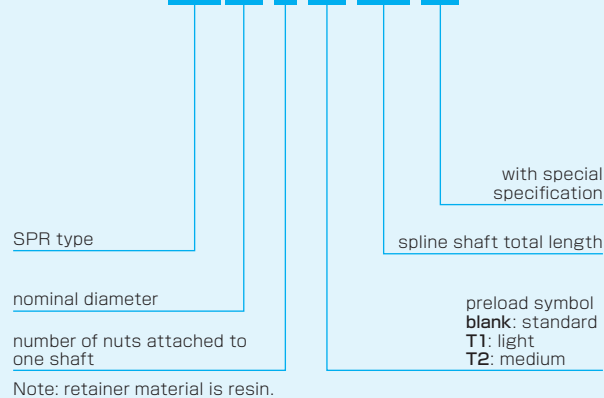 with special
specification
SPR type
spline shaft total length
nominal diameter
preload symbol
blank: standard
T1: light
T2: medium
number of nuts attached to
one shaft
Note: retainer material is resin.